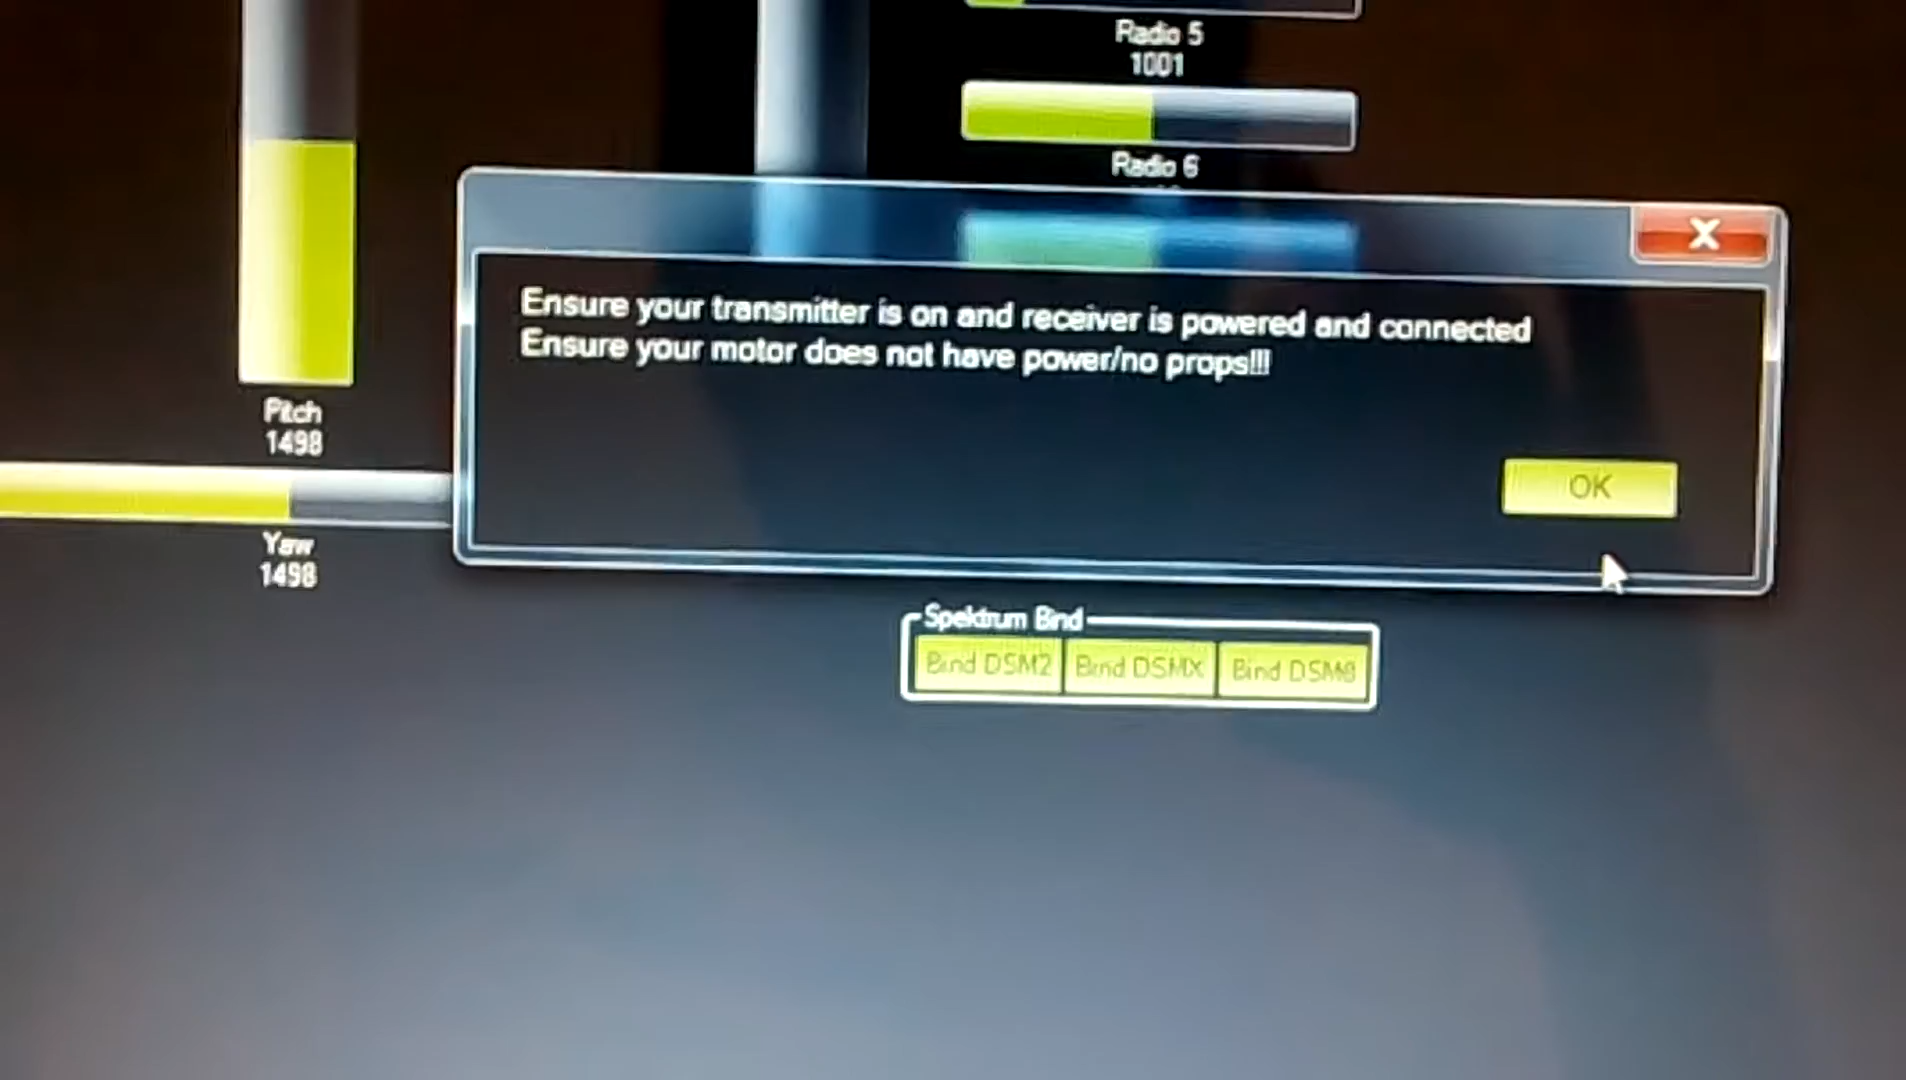 Radio 5
1001
Radio 6
Ensure your transmitter is on and receiver is powered and connected
Ensure your motor does not have power/no props!!!
OK
Pitch
1498
Yaw
1498
Spektrum Bind
Bind DSM2
Bind DSMX
Bind DSM8